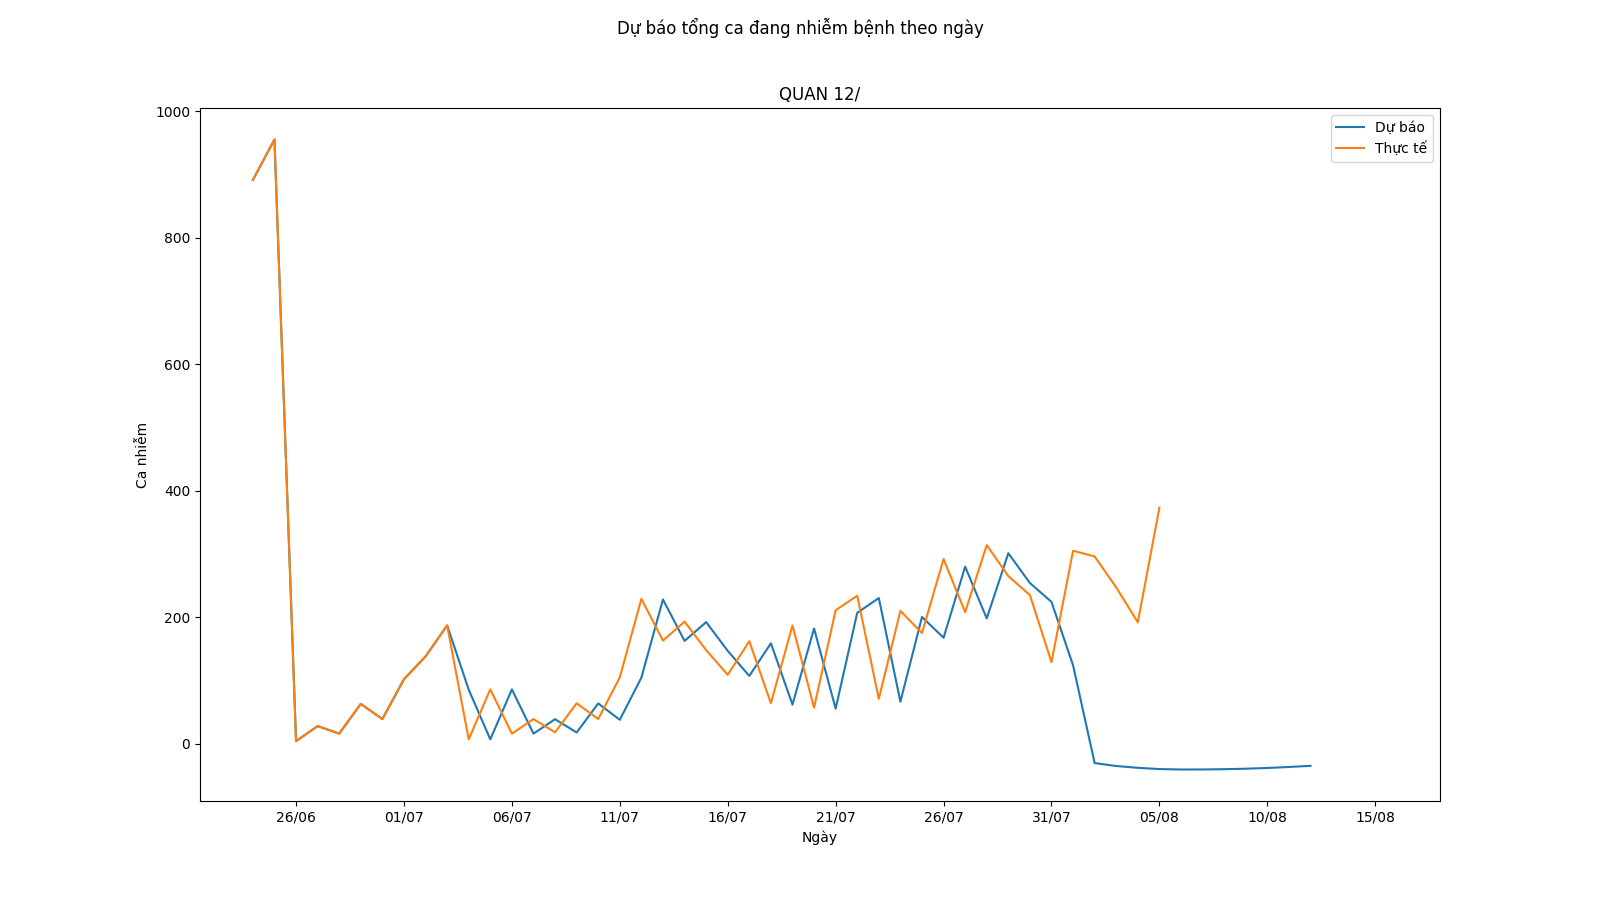 Dự báo tổng ca đang nhiễm bệnh theo ngày
QUAN 12/
1000
800
600
400
200
0
Ca nhiễm
Dự báo
Thực tế
26/06 01/07 06/07 11/07 16/07 21/07 26/07 31/07 05/08 10/08 15/08
Ngày